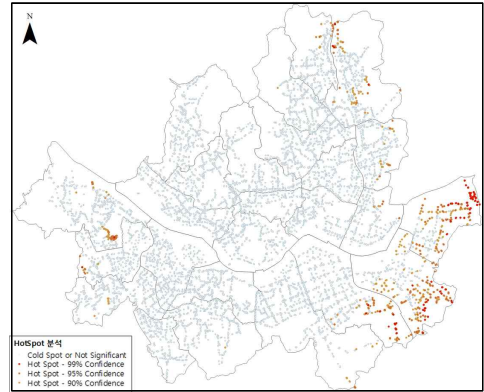 N
HotSpot 분석
Cold Spot or Not Significant
Hot Spot - 99% Confidence
Hot Spot - 95% Confidence
Hot Spot - 90% Confidence